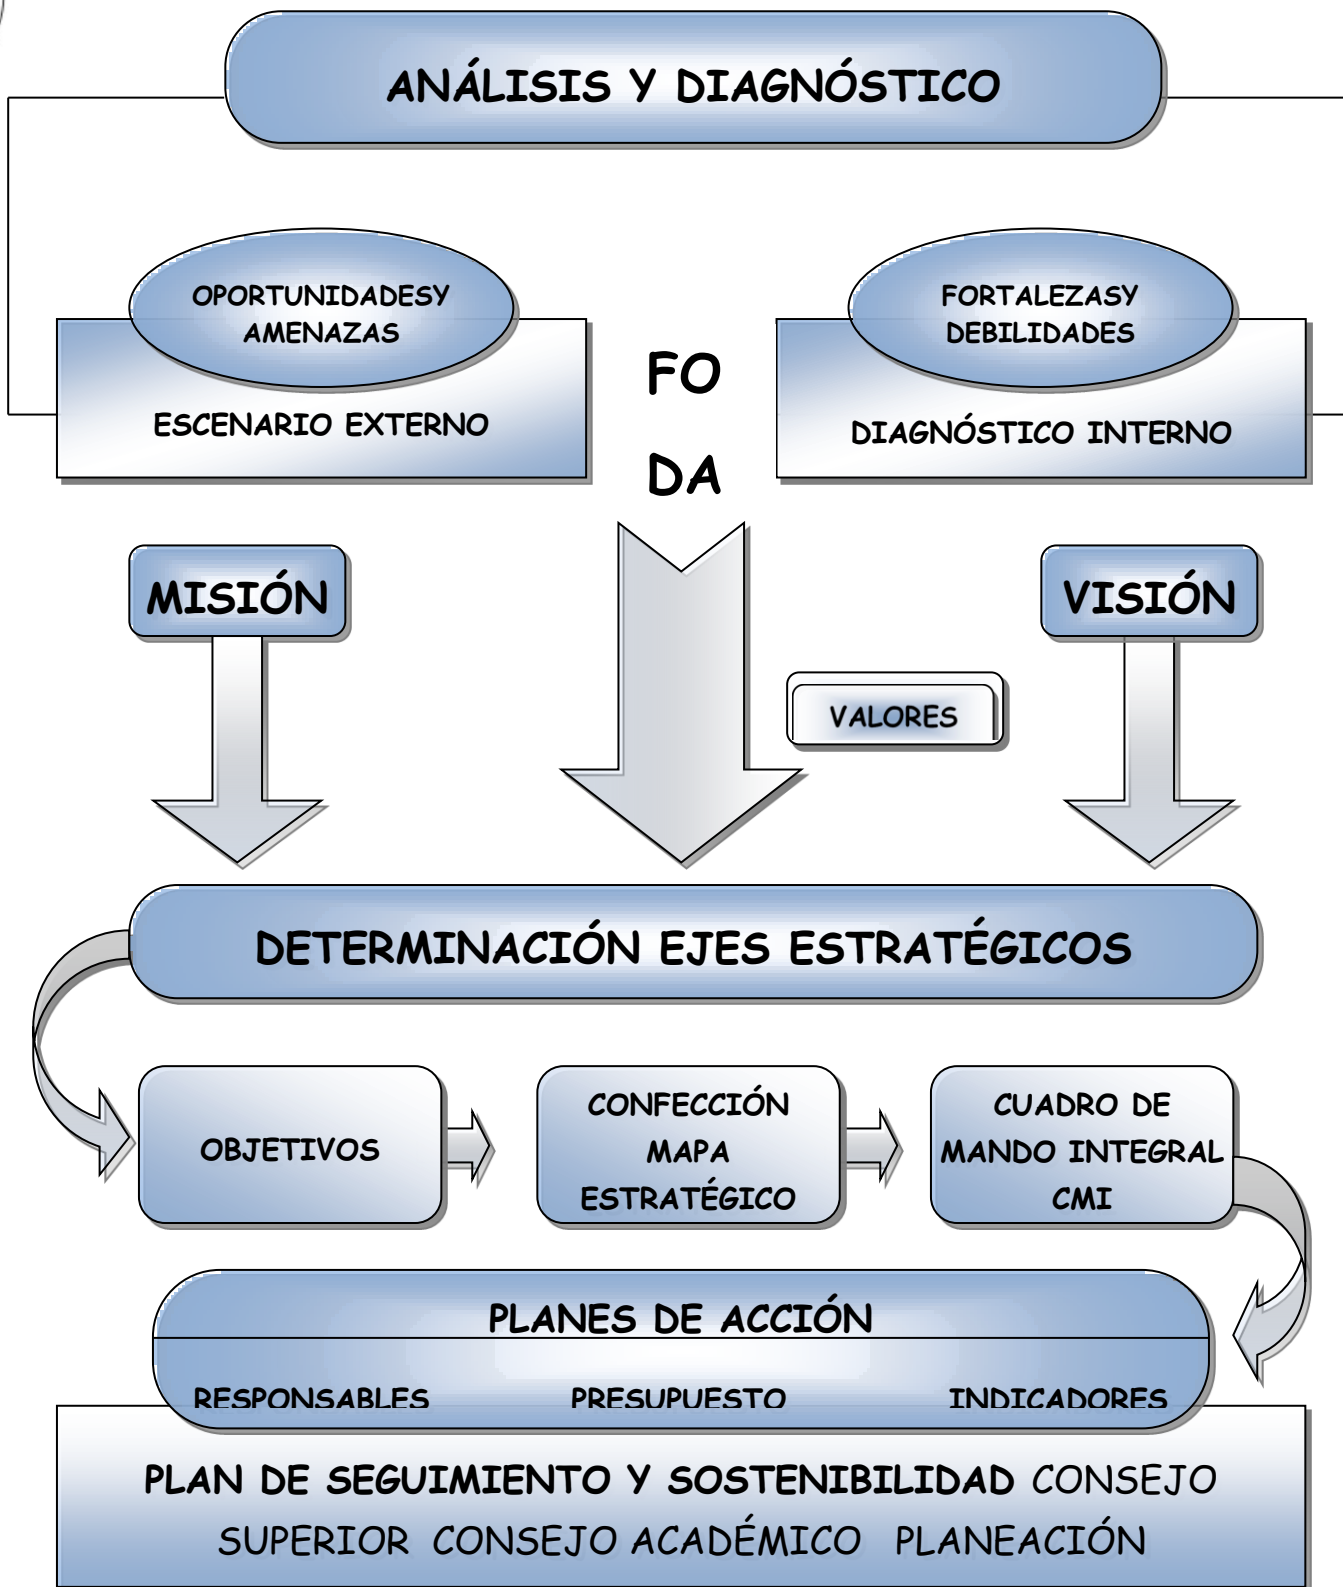 ANÁLISIS Y DIAGNÓSTICO
OPORTUNIDADESY
AMENAZAS
ESCENARIO EXTERNO
FO
DA
FORTALEZASY
DEBILIDADES
DIAGNÓSTICO INTERNO
MISIÓN
VISIÓN
VALORES
DETERMINACIÓN EJES ESTRATÉGICOS
OBJETIVOS
CONFECCIÓN
MAPA
ESTRATÉGICO
CUADRO DE
MANDO INTEGRAL
CMI
PLANES DE ACCIÓN
RESPONSABLES PRESUPUESTO INDICADORES
PLAN DE SEGUIMIENTO Y SOSTENIBILIDAD CONSEJO
SUPERIOR CONSEJO ACADÉMICO PLANEACIÓN